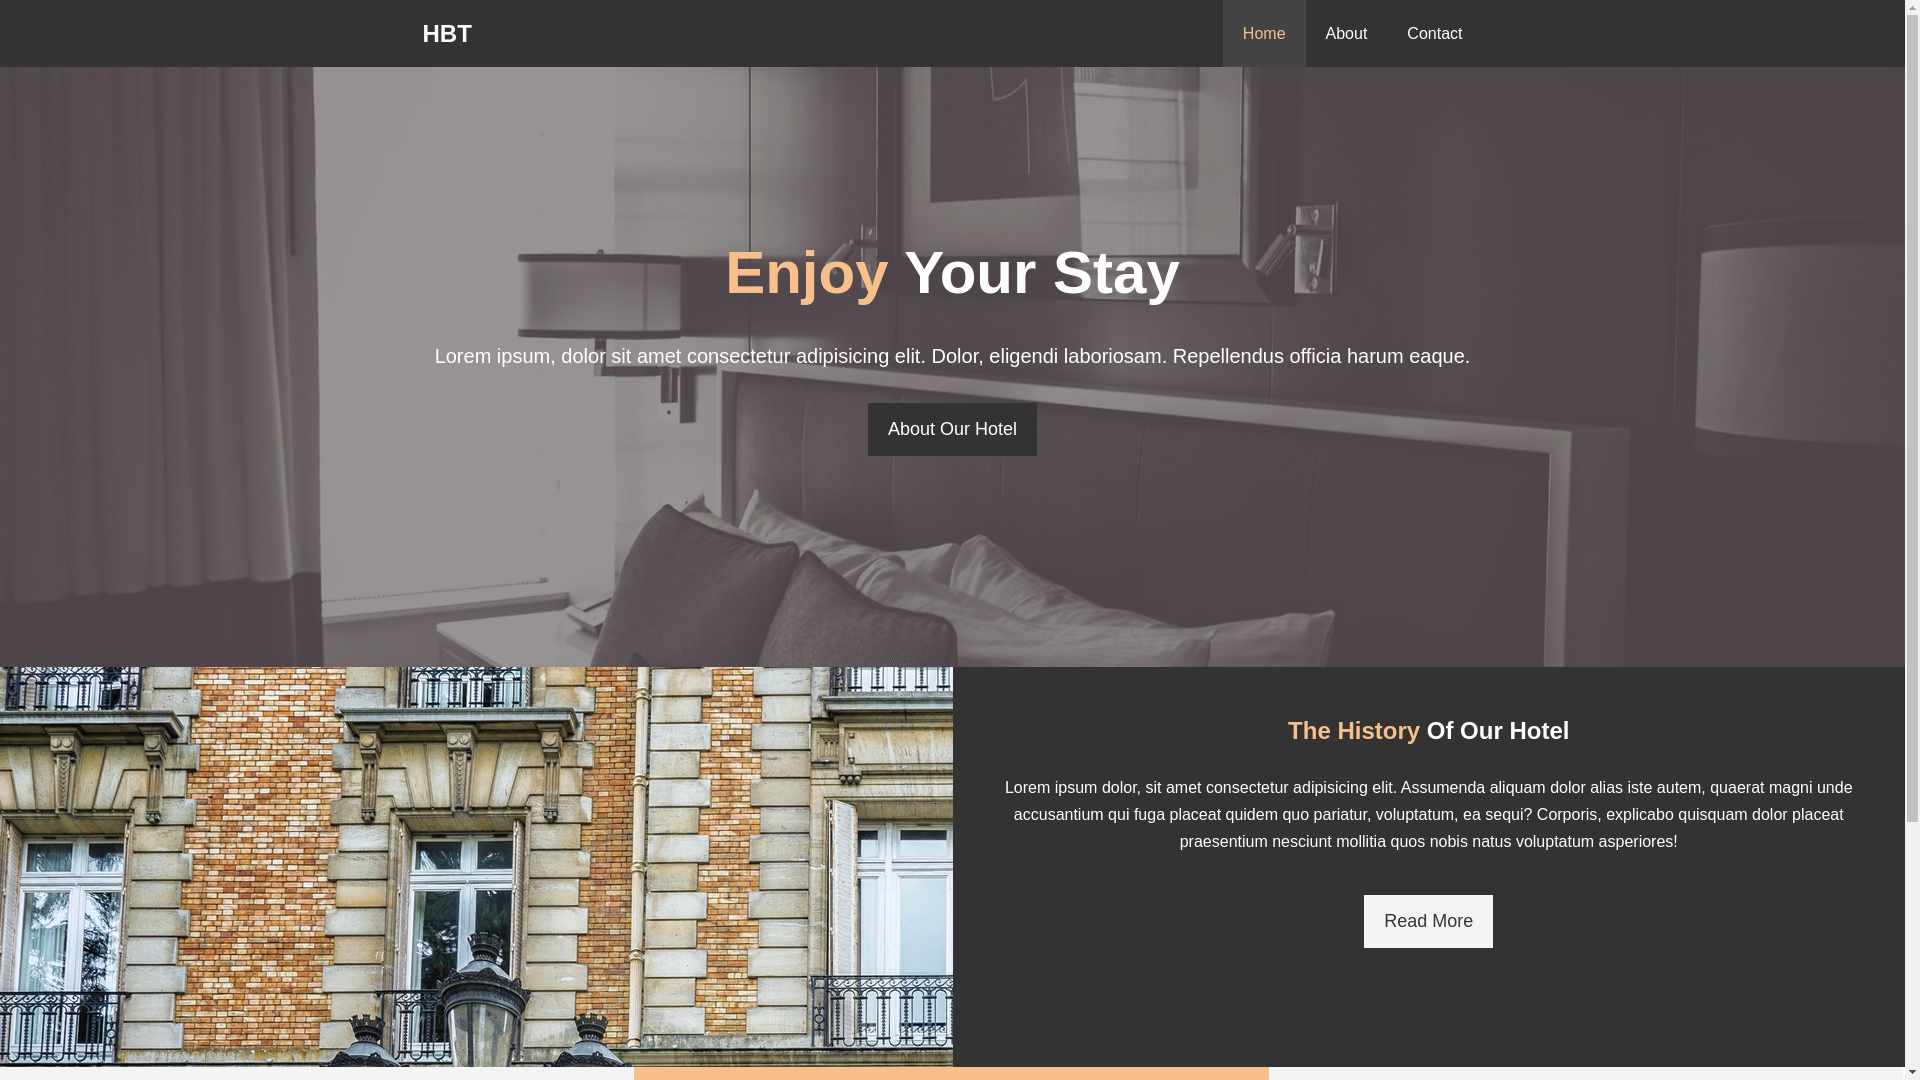 HBT
Home
About
Contact
Enjoy Your Stay
Lorem ipsum, dolor sit amet consectetur adipisicing elit. Dolor, eligendi laboriosam. Repellendus officia harum eaque.
About Our Hotel
The History Of Our Hotel
Lorem ipsum dolor, sit amet consectetur adipisicing elit. Assumenda aliquam dolor alias iste autem, quaerat magni unde
accusantium qui fuga placeat quidem quo pariatur, voluptatum, ea sequi? Corporis, explicabo quisquam dolor placeat
praesentium nesciunt mollitia quos nobis natus voluptatum asperiores!
Read More